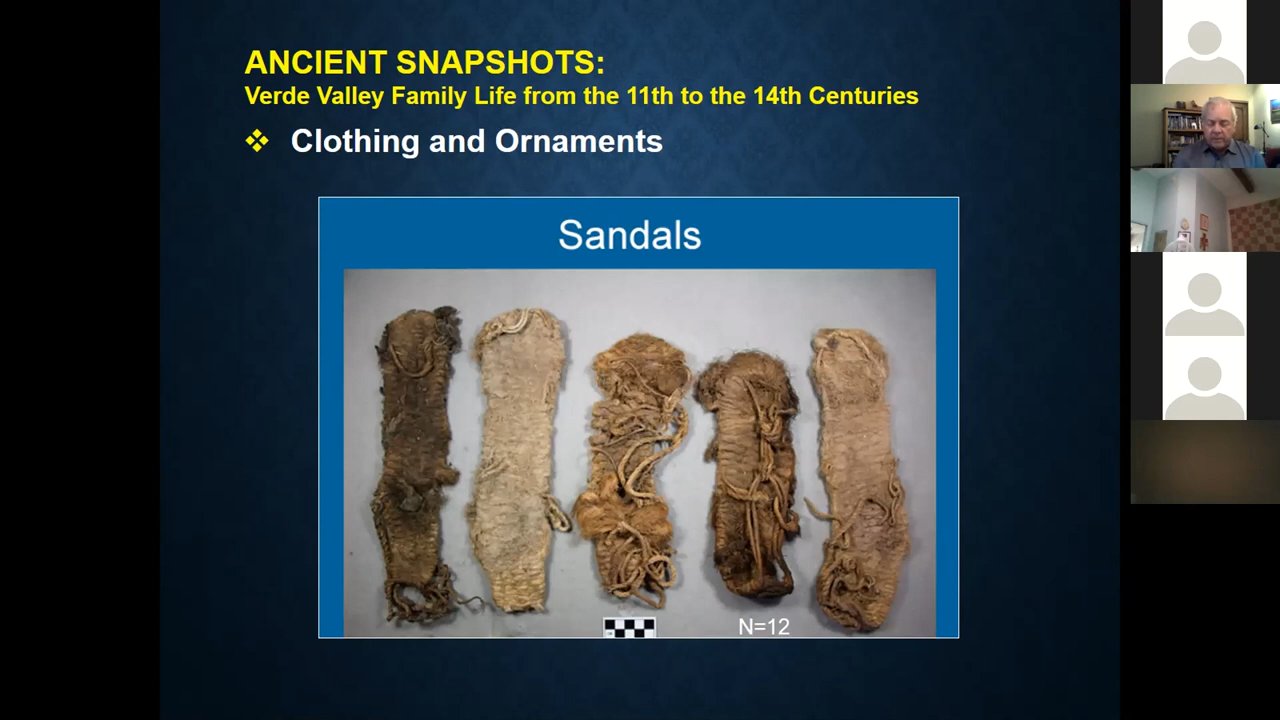 ANCIENT SNAPSHOTS:
Verde Valley Family Life from the 11th to the 14th Centuries
Clothing and Ornaments
Sandals
N=12